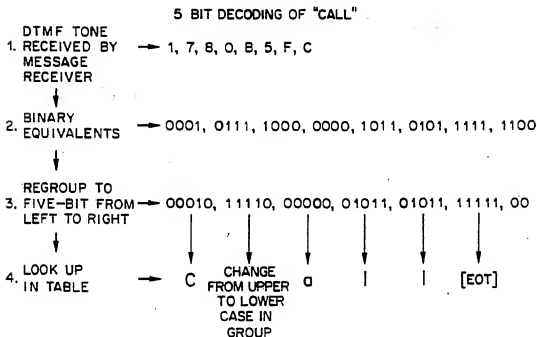 5 BIT DECODING OF "CALL"
DTMF TONE
1. RECEIVED BY → 1, 7, 8, 0, B, 5, F, C
MESSAGE
RECEIVER
2. BINARY EQUIVALENTS → 0001, 0111, 1000, 0000, 1011, 0101, 1111, 1100
REGROUP TO
3. FIVE-BIT FROM → 00010, 11110, 00000, 01011, 01011, 11111, 00
LEFT TO RIGHT
4. LOOK UP IN TABLE → C CHANGE FROM UPPER TO LOWER CASE IN GROUP a l l [EOT]